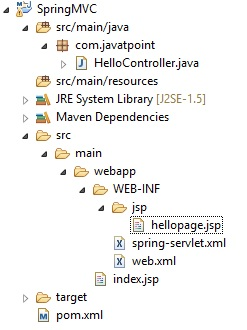 SpringMVC
src/main/java
com.javatpoint
HelloController.java
src/main/resources
JRE System Library [J2SE-1.5]
Maven Dependencies
src
main
webapp
WEB-INF
jsp
hellopage.jsp
spring-servlet.xml
web.xml
index.jsp
target
pom.xml